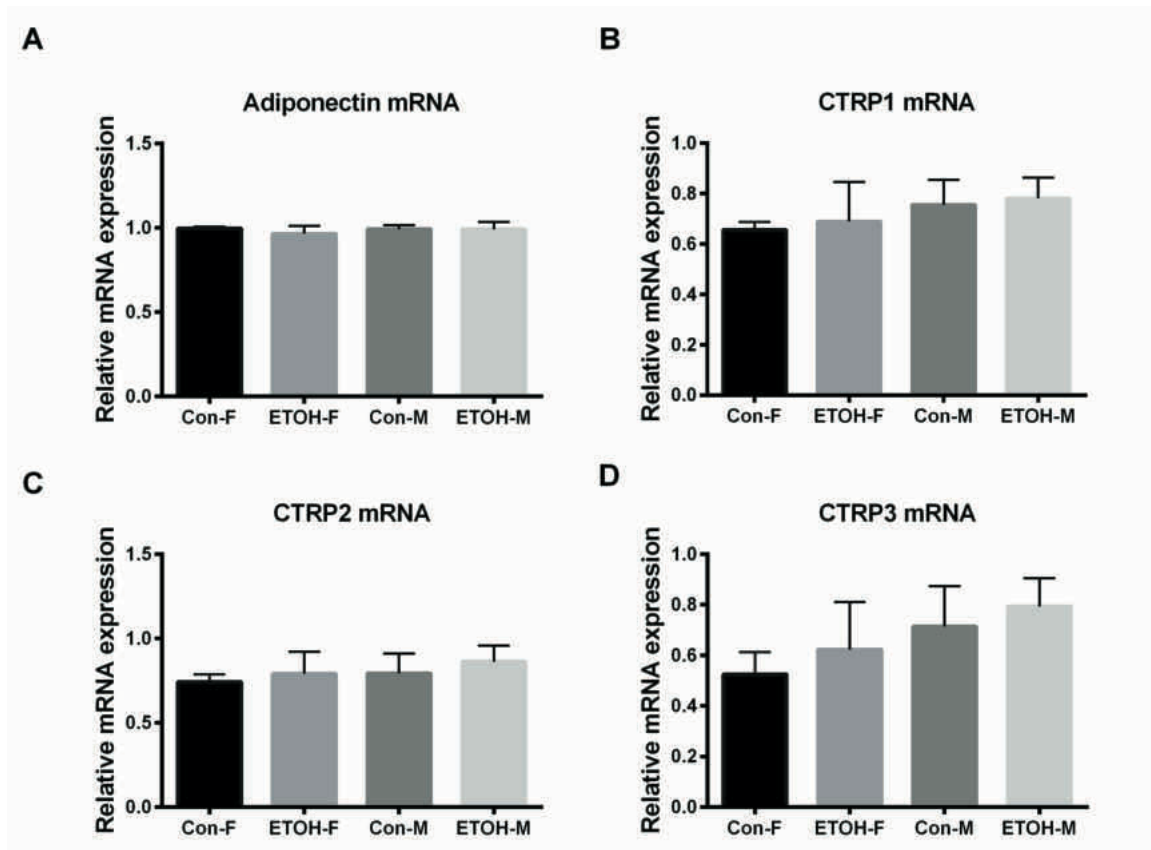 A
Adiponectin mRNA
Relative mRNA expression
1.5
1.0
0.5
0.0
Con-F ETOH-F Con-M ETOH-M
B
CTRP1 mRNA
Relative mRNA expression
1.0
0.8
0.6
0.4
0.2
0.0
Con-F ETOH-F Con-M ETOH-M
C
CTRP2 mRNA
Relative mRNA expression
1.5
1.0
0.5
0.0
Con-F ETOH-F Con-M ETOH-M
D
CTRP3 mRNA
Relative mRNA expression
1.0
0.8
0.6
0.4
0.2
0.0
Con-F ETOH-F Con-M ETOH-M